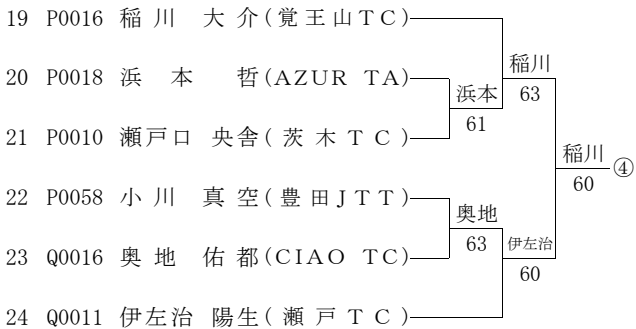 19 P0016 稲川 大介(覚王山TC)
稲川
20 P0018 浜本 哲(AZUR TA)
63
浜本
61
21 P0010 瀬戸口 央舎(茨木TC)
稲川
④
60
22 P0058 小川 真空(豊田JTT)
奥地
63
伊左治
23 Q0016 奥地 佑都(CIAO TC)
60
24 Q0011 伊左治 陽生(瀬戸TC)